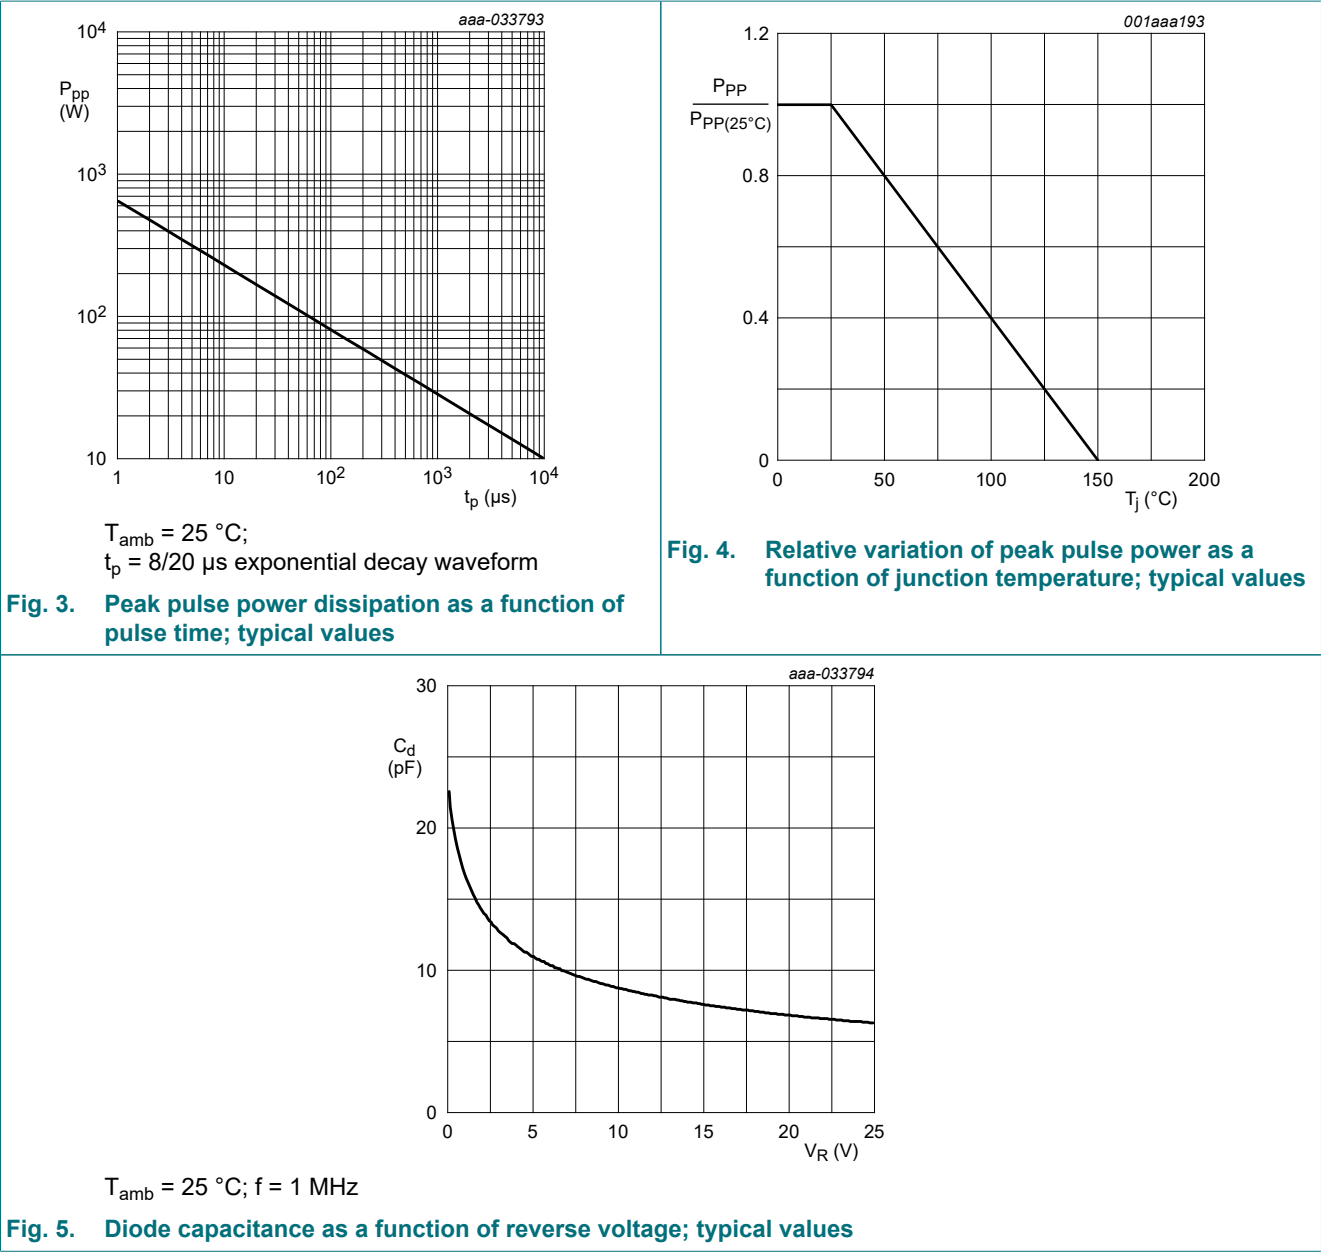 aaa-033793
10⁴
Ppp
(W)
10³
10²
10
1 10 10² 10³ 10⁴
tp (μs)
Tamb = 25 °C;
tp = 8/20 μs exponential decay waveform
Fig. 3. Peak pulse power dissipation as a function of
pulse time; typical values
001aaa193
1.2
PPP
PPP(25°C)
0.8
0.4
0
0 50 100 150 200
Tj (°C)
Fig. 4. Relative variation of peak pulse power as a
function of junction temperature; typical values
aaa-033794
30
Cd
(pF)
20
10
0
0 5 10 15 20 25
VR (V)
Tamb = 25 °C; f = 1 MHz
Fig. 5. Diode capacitance as a function of reverse voltage; typical values